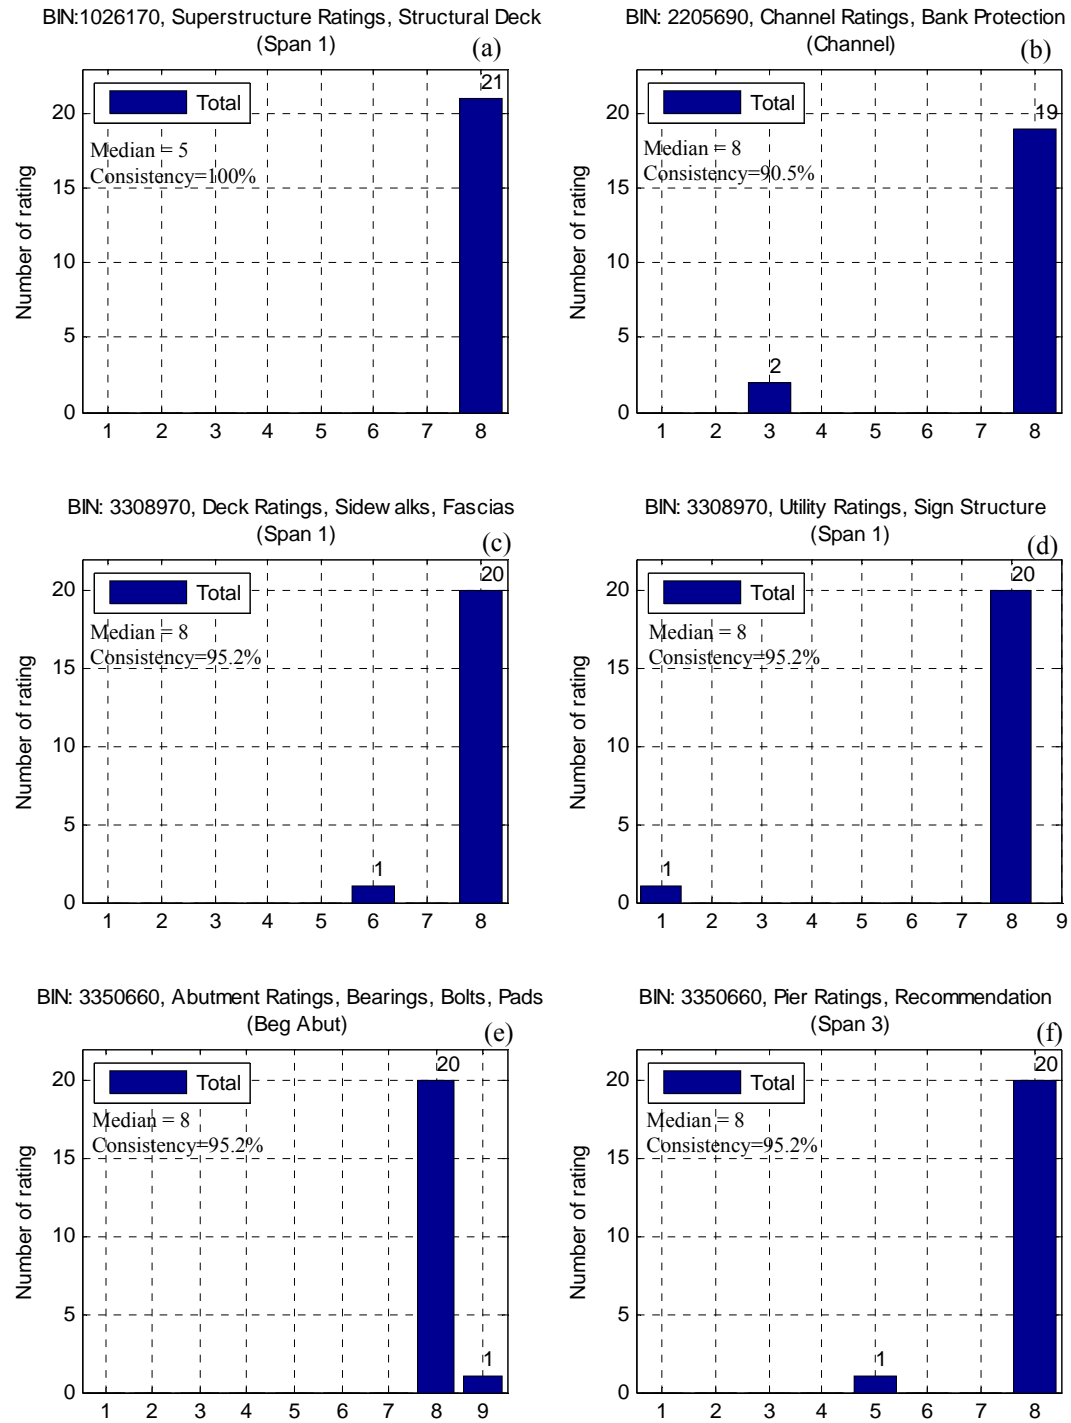 BIN:1026170, Superstructure Ratings, Structural Deck
(Span 1)
(a)
21
Total
Median = 5
Consistency=100%
Number of rating
20
15
10
5
0
1 2 3 4 5 6 7 8
BIN: 2205690, Channel Ratings, Bank Protection
(Channel)
(b)
19
Total
Median = 8
Consistency=90.5%
2
Number of rating
20
15
10
5
0
1 2 3 4 5 6 7 8
BIN: 3308970, Deck Ratings, Sidewalks, Fascias
(Span 1)
(c)
20
Total
Median = 8
Consistency=95.2%
1
Number of rating
20
15
10
5
0
1 2 3 4 5 6 7 8
BIN: 3308970, Utility Ratings, Sign Structure
(Span 1)
(d)
20
Total
Median = 8
Consistency=95.2%
1
Number of rating
20
15
10
5
0
1 2 3 4 5 6 7 8 9
BIN: 3350660, Abutment Ratings, Bearings, Bolts, Pads
(Beg Abut)
(e)
20
Total
Median = 8
Consistency=95.2%
1
Number of rating
20
15
10
5
0
1 2 3 4 5 6 7 8 9
BIN: 3350660, Pier Ratings, Recommendation
(Span 3)
(f)
20
Total
Median = 8
Consistency=95.2%
1
Number of rating
20
15
10
5
0
1 2 3 4 5 6 7 8